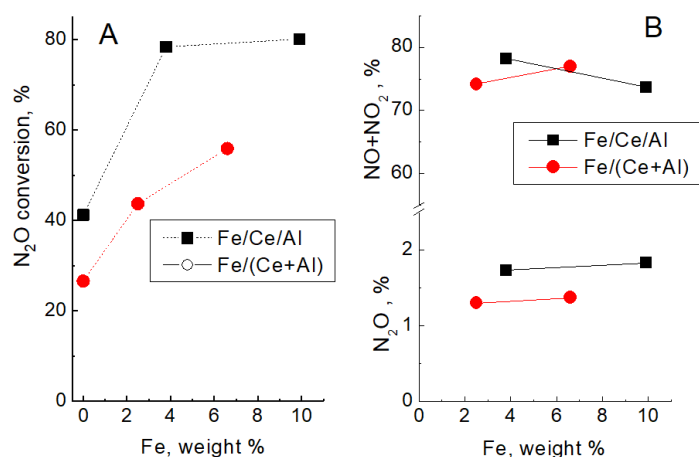 A
N₂O conversion, %
80
60
40
20
0
0 2 4 6 8 10
Fe, weight %
Fe/Ce/Al
Fe/(Ce+Al)
B
NO+NO₂ , %
80
70
60
Fe/Ce/Al
Fe/(Ce+Al)
N₂O , %
2
1
0
0 2 4 6 8 10
Fe, weight %